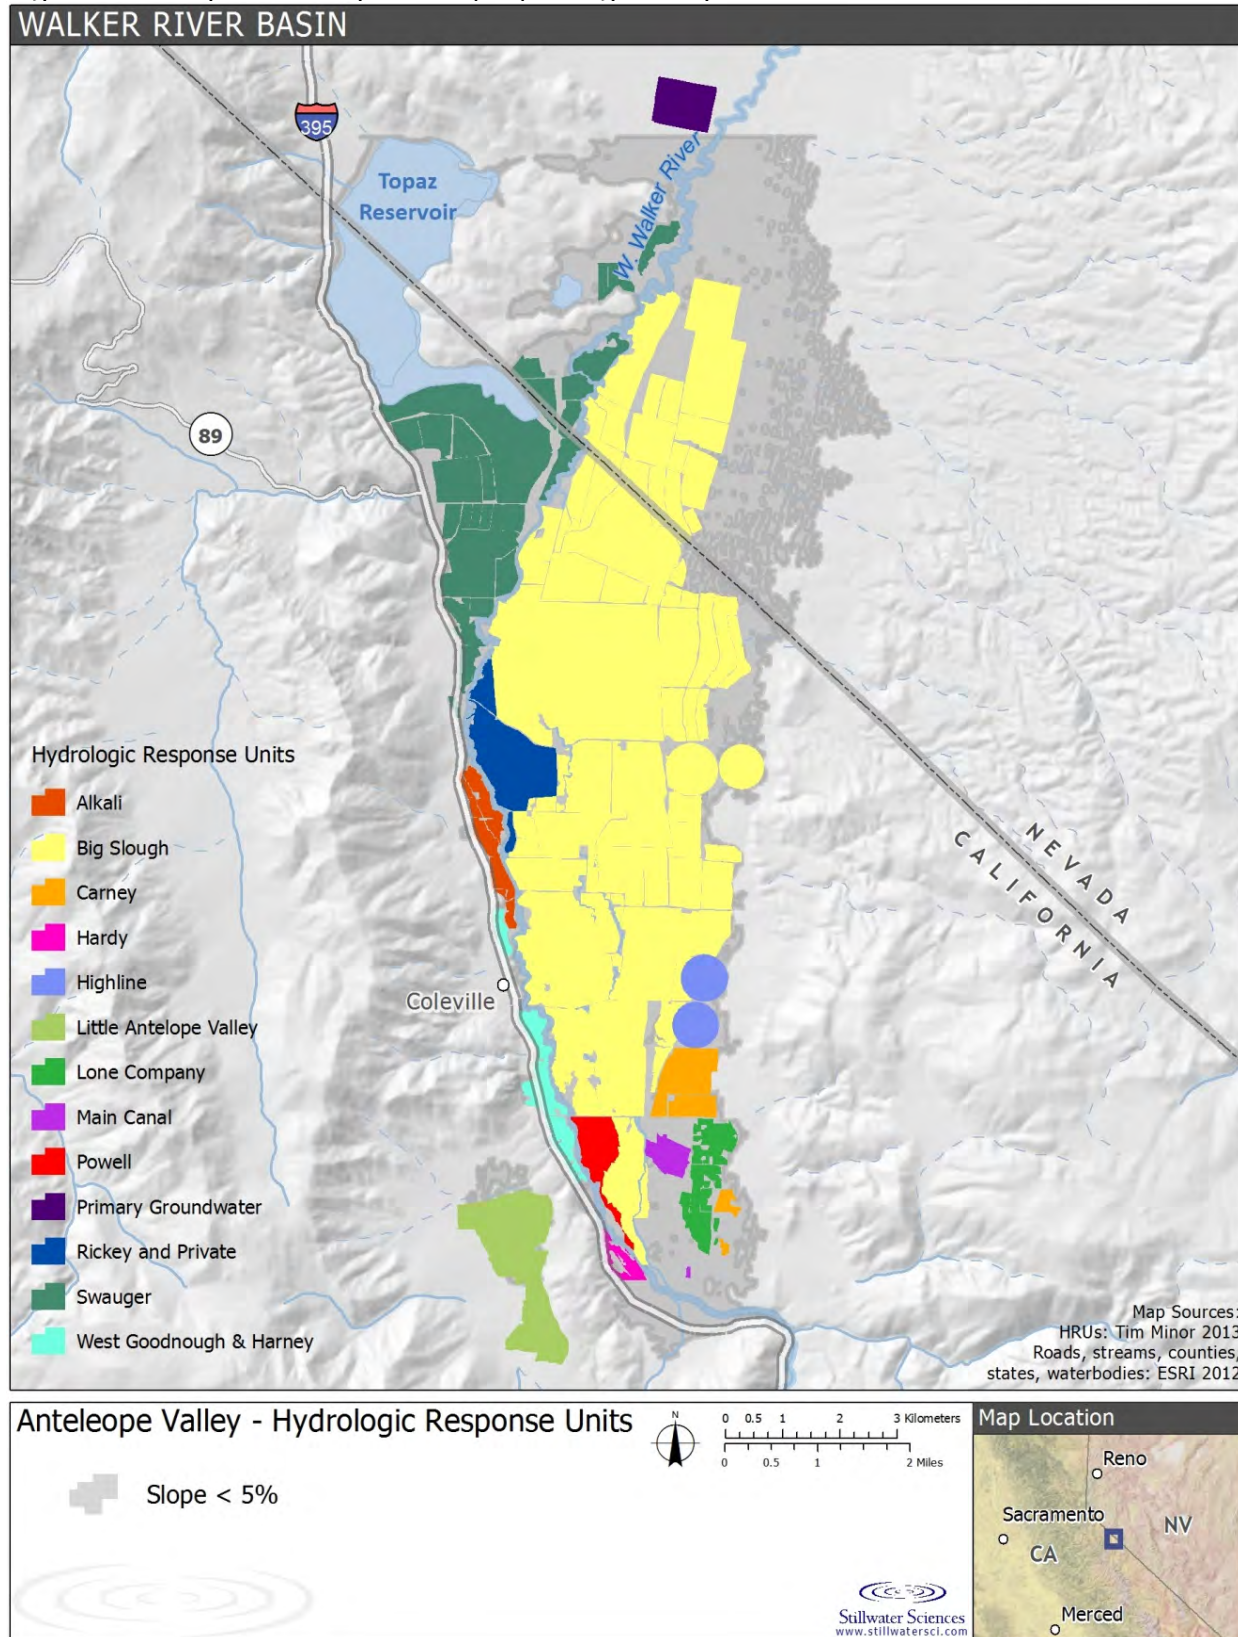 WALKER RIVER BASIN
395
Topaz
Reservoir
W. Walker River
89
NEVADA
CALIFORNIA
Coleville
Hydrologic Response Units
Alkali
Big Slough
Carney
Hardy
Highline
Little Antelope Valley
Lone Company
Main Canal
Powell
Primary Groundwater
Rickey and Private
Swauger
West Goodnough & Harney
Map Sources:
HRUs: Tim Minor 2013
Roads, streams, counties,
states, waterbodies: ESRI 2012
Anteleope Valley - Hydrologic Response Units
N
0 0.5 1 2 3 Kilometers
0 0.5 1 2 Miles
Slope < 5%
Stillwater Sciences
www.stillwatersci.com
Map Location
Reno
Sacramento
NV
CA
Merced